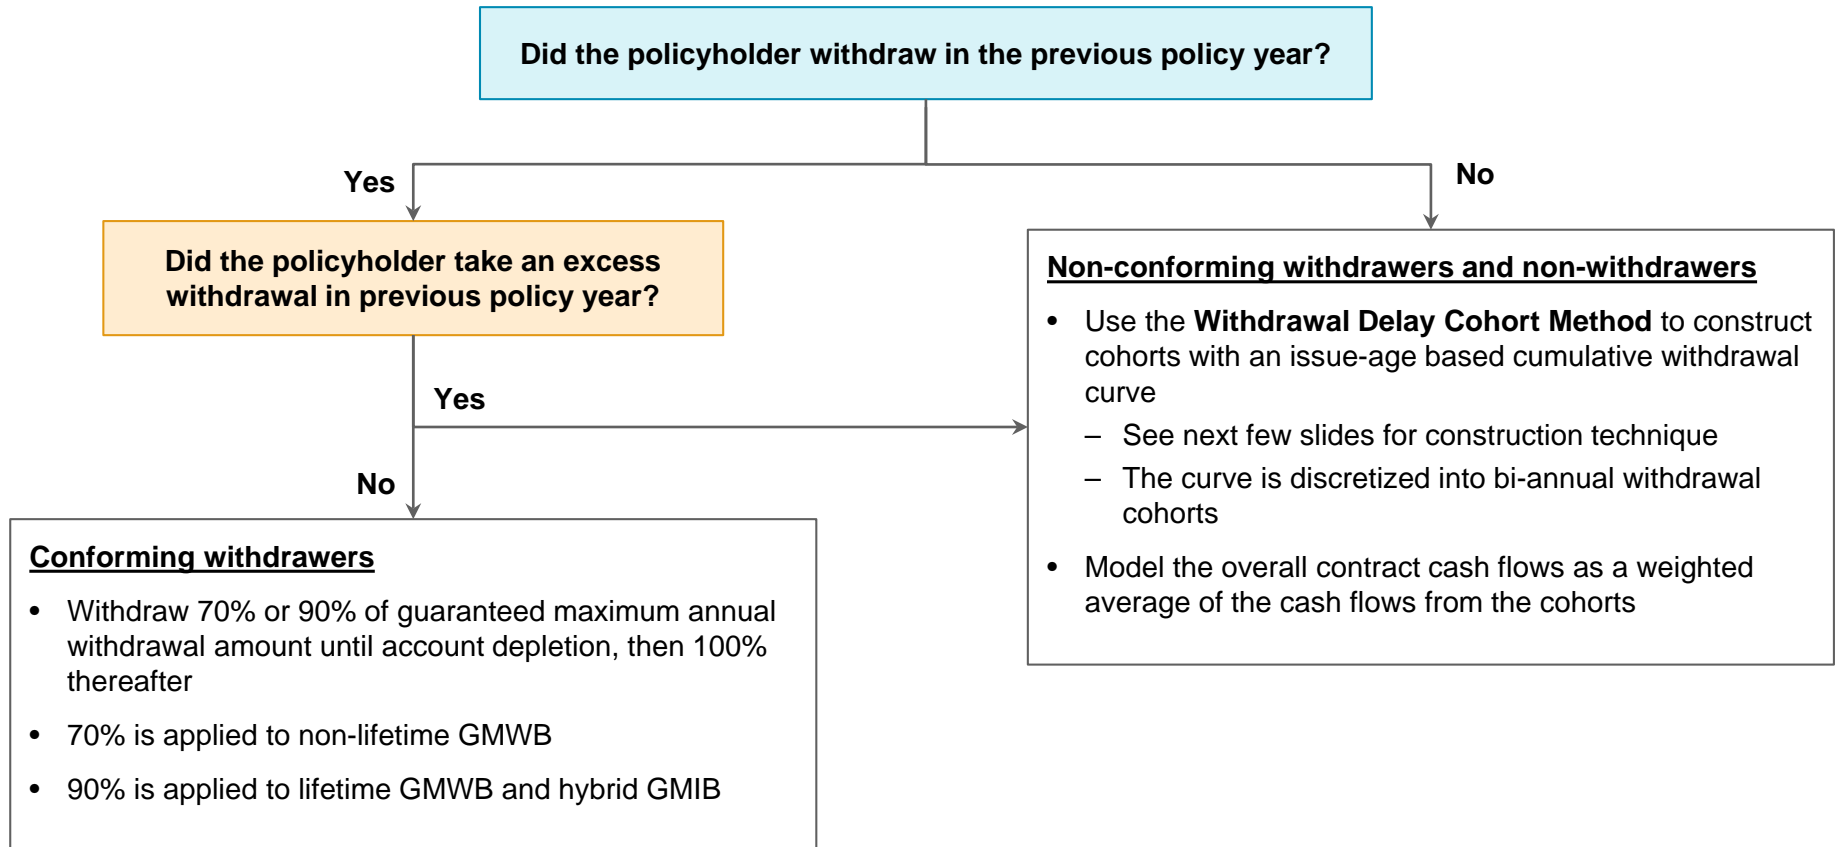 Did the policyholder withdraw in the previous policy year?
Yes
No
Did the policyholder take an excess
withdrawal in previous policy year?
Yes
No
Non-conforming withdrawers and non-withdrawers
• Use the Withdrawal Delay Cohort Method to construct
cohorts with an issue-age based cumulative withdrawal
curve
– See next few slides for construction technique
– The curve is discretized into bi-annual withdrawal
cohorts
• Model the overall contract cash flows as a weighted
average of the cash flows from the cohorts
Conforming withdrawers
• Withdraw 70% or 90% of guaranteed maximum annual
withdrawal amount until account depletion, then 100%
thereafter
• 70% is applied to non-lifetime GMWB
• 90% is applied to lifetime GMWB and hybrid GMIB